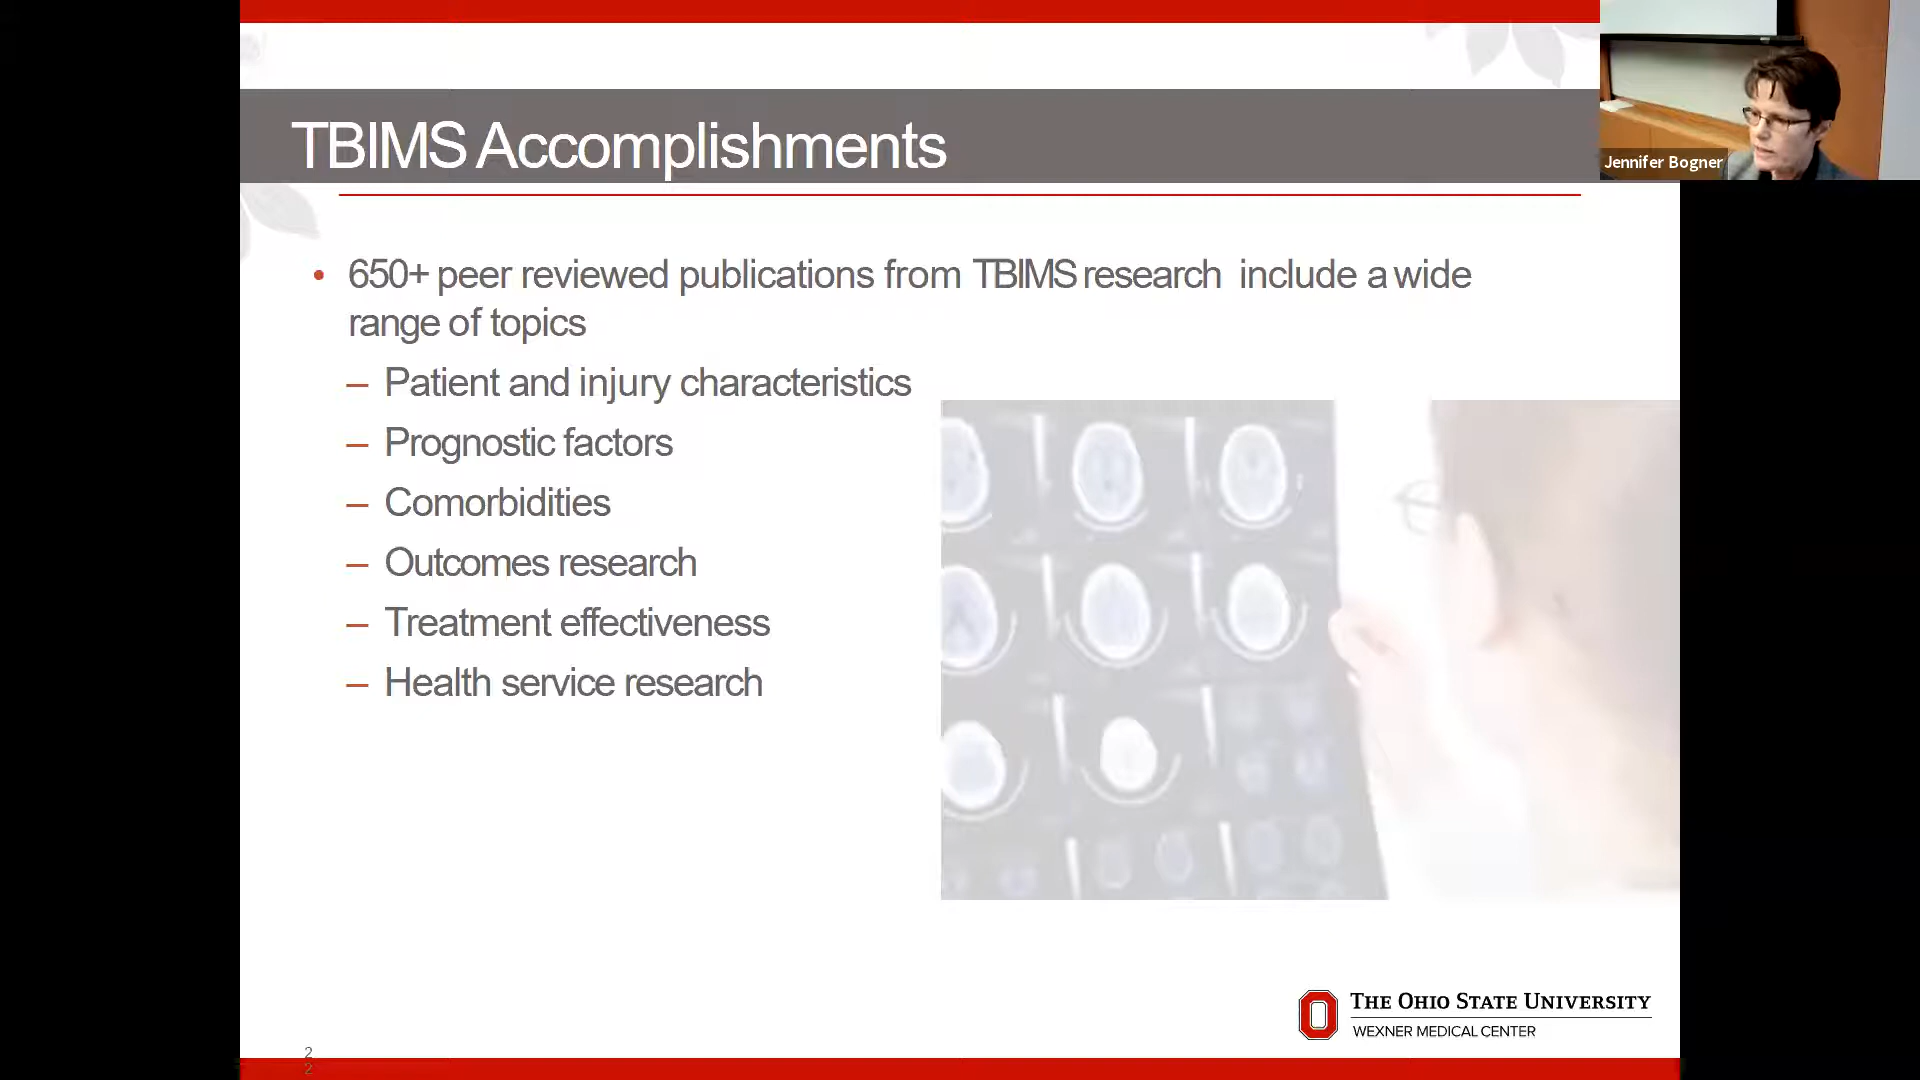 TBIMS Accomplishments
Jennifer Bogner
• 650+ peer reviewed publications from TBIMS research include a wide
range of topics
– Patient and injury characteristics
– Prognostic factors
– Comorbidities
– Outcomes research
– Treatment effectiveness
– Health service research
THE OHIO STATE UNIVERSITY
WEXNER MEDICAL CENTER
2
2